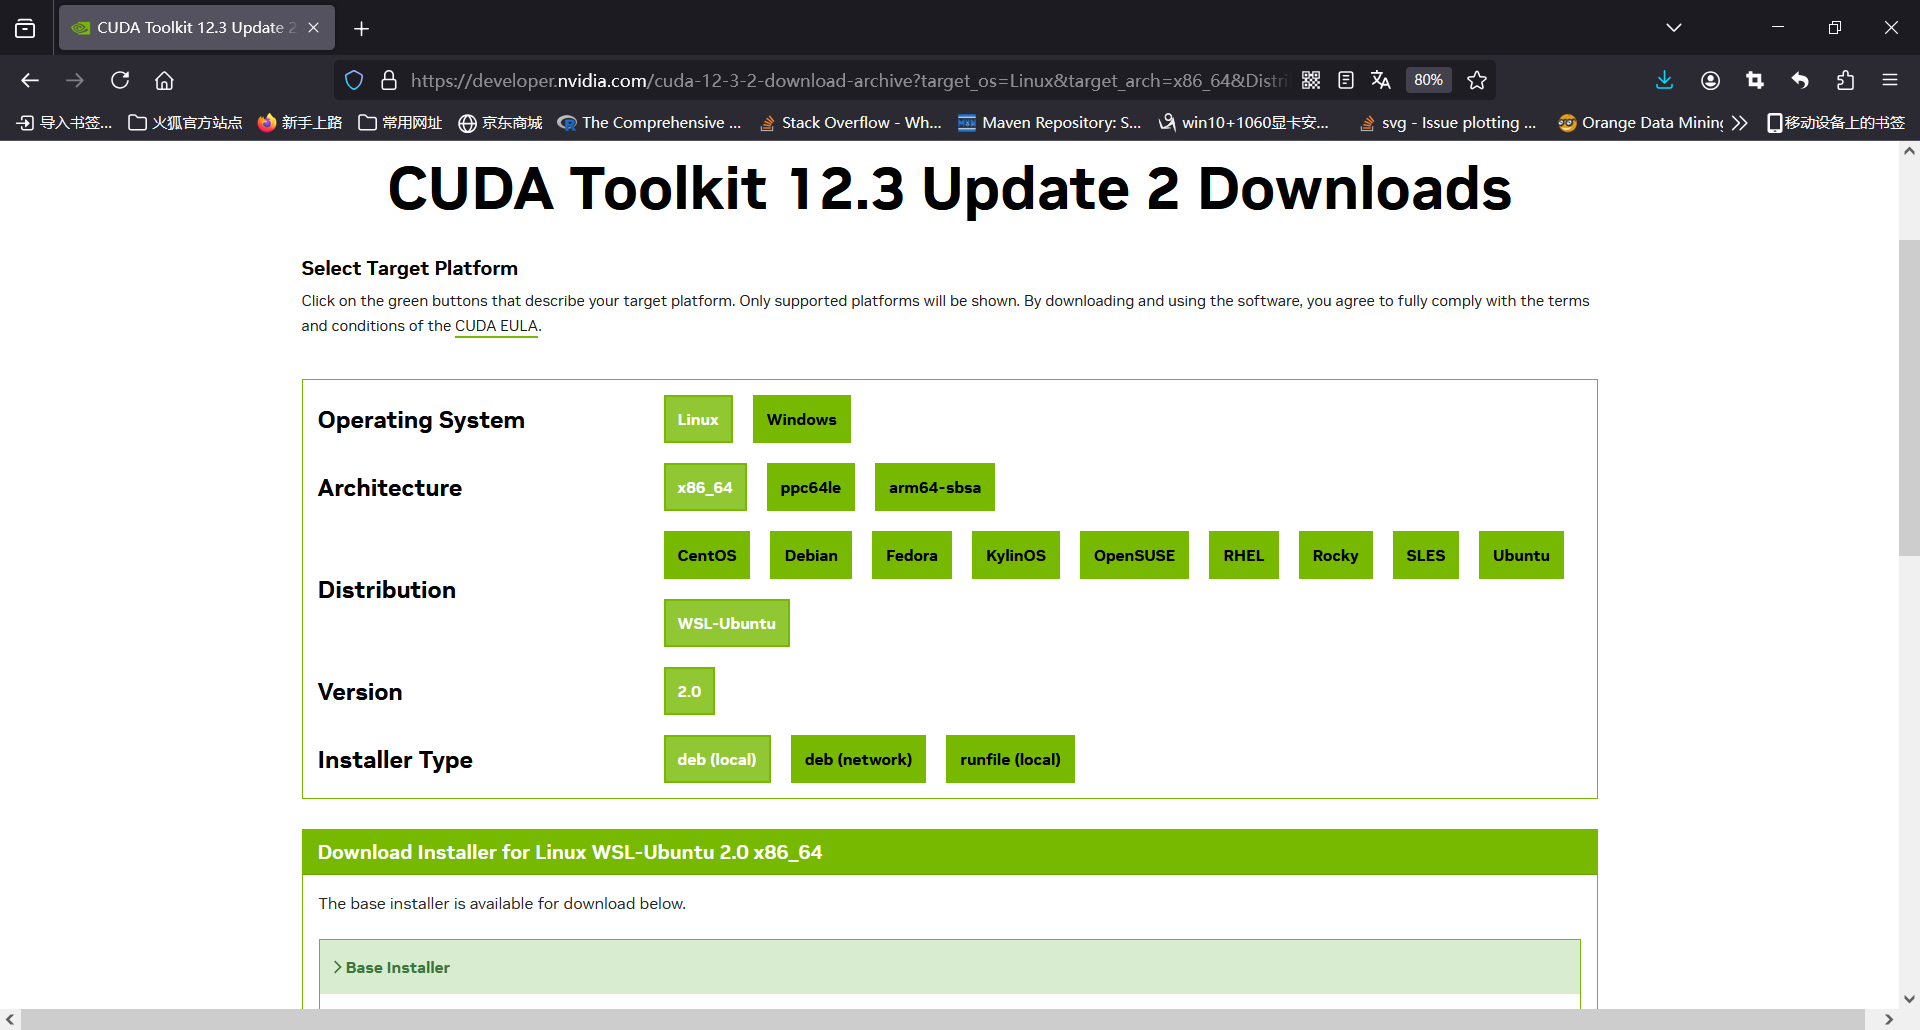 CUDA Toolkit 12.3 Update 2
https://developer.nvidia.com/cuda-12-3-2-download-archive?target_os=Linux&target_arch=x86_64&Distri
80%
导入书签... 火狐官方站点 新手上路 常用网址 京东商城 The Comprehensive ... Stack Overflow - Wh... Maven Repository: S... win10+1060显卡安... svg - Issue plotting ... Orange Data Mining 移动设备上的书签
CUDA Toolkit 12.3 Update 2 Downloads
Select Target Platform
Click on the green buttons that describe your target platform. Only supported platforms will be shown. By downloading and using the software, you agree to fully comply with the terms
and conditions of the CUDA EULA.
Operating System Linux Windows
Architecture x86_64 ppc64le arm64-sbsa
Distribution CentOS Debian Fedora KylinOS OpenSUSE RHEL Rocky SLES Ubuntu
WSL-Ubuntu
Version 2.0
Installer Type deb (local) deb (network) runfile (local)
Download Installer for Linux WSL-Ubuntu 2.0 x86_64
The base installer is available for download below.
Base Installer